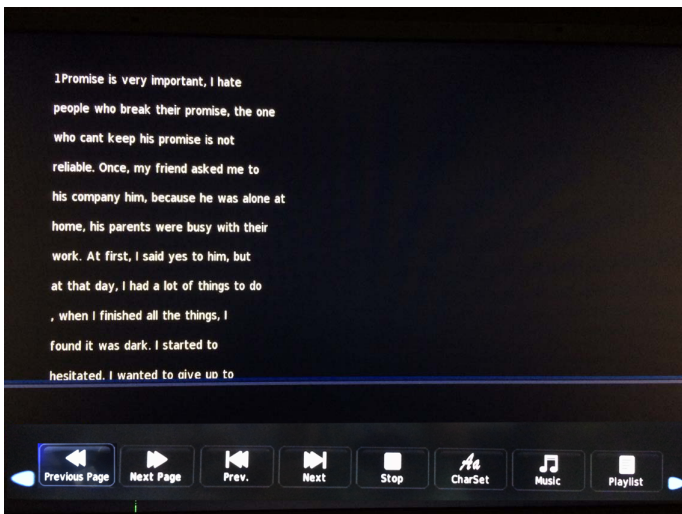 1Promise is very important, I hate
people who break their promise, the one
who cant keep his promise is not
reliable. Once, my friend asked me to
his company him, because he was alone at
home, his parents were busy with their
work. At first, I said yes to him, but
at that day, I had a lot of things to do
, when I finished all the things, I
found it was dark. I started to
hesitated. I wanted to give up to
Previous Page Next Page Prev. Next Stop Aa CharSet Music Playlist